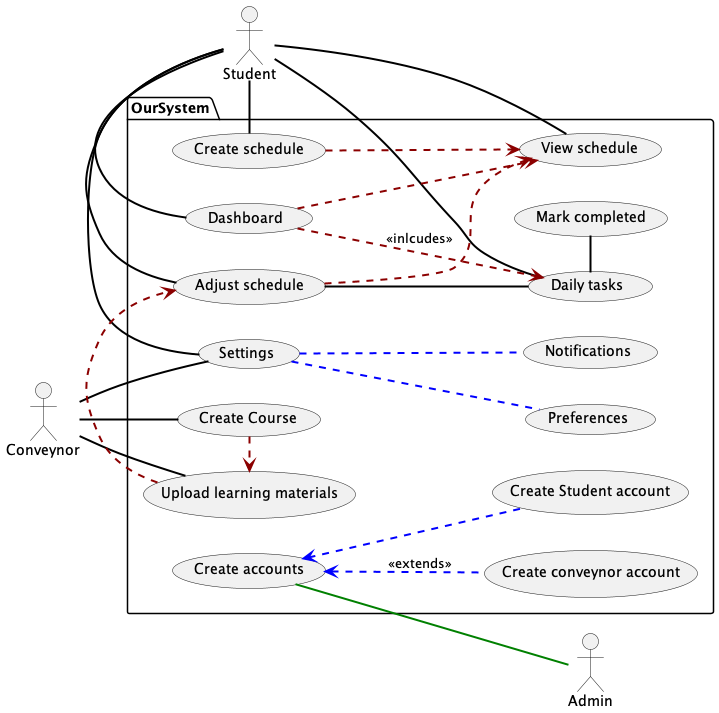 Student
OurSystem
Create schedule
View schedule
Dashboard
Mark completed
«inlcudes»
Adjust schedule
Daily tasks
Settings
Notifications
Conveynor
Create Course
Preferences
Upload learning materials
Create Student account
Create accounts
«extends»
Create conveynor account
Admin